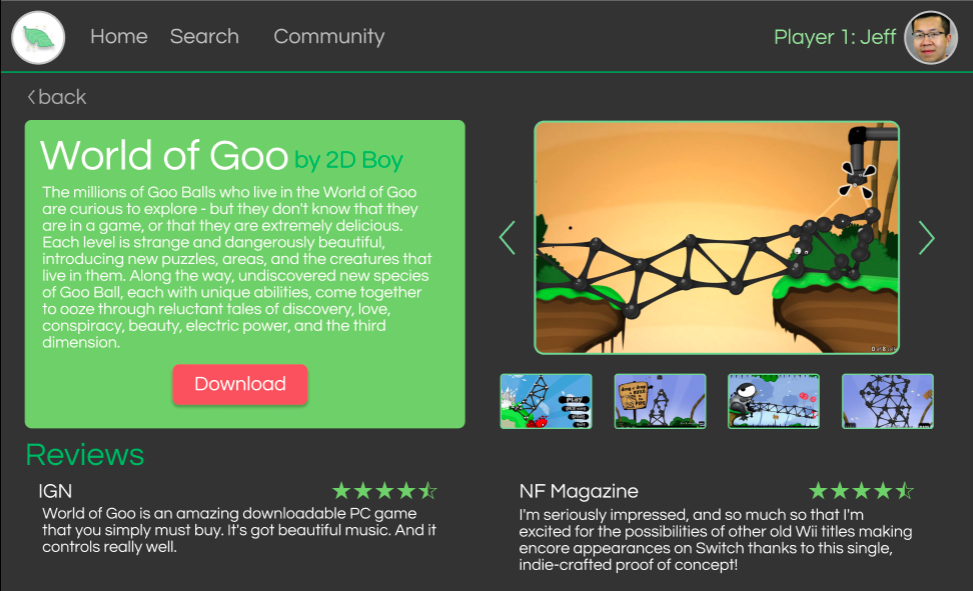 Home Search Community
Player 1: Jeff
back
World of Goo by 2D Boy
The millions of Goo Balls who live in the World of Goo
are curious to explore - but they don't know that they
are in a game, or that they are extremely delicious.
Each level is strange and dangerously beautiful,
introducing new puzzles, areas, and the creatures that
live in them. Along the way, undiscovered new species
of Goo Ball, each with unique abilities, come together
to ooze through reluctant tales of discovery, love,
conspiracy, beauty, electric power, and the third
dimension.
Download
Reviews
IGN
World of Goo is an amazing downloadable PC game
that you simply must buy. It's got beautiful music. And it
controls really well.
NF Magazine
I'm seriously impressed, and so much so that I'm
excited for the possibilities of other old Wii titles making
encore appearances on Switch thanks to this single,
indie-crafted proof of concept!